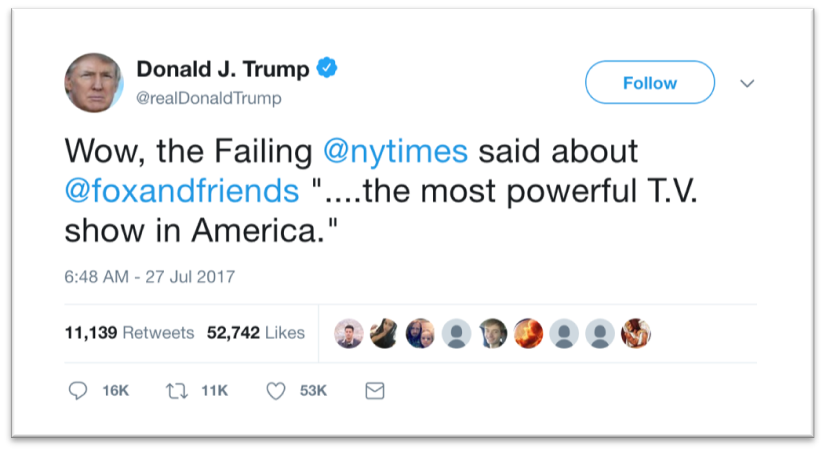 Donald J. Trump
@realDonaldTrump
Follow
Wow, the Failing @nytimes said about
@foxandfriends "....the most powerful T.V.
show in America."
6:48 AM - 27 Jul 2017
11,139 Retweets 52,742 Likes
16K 11K 53K